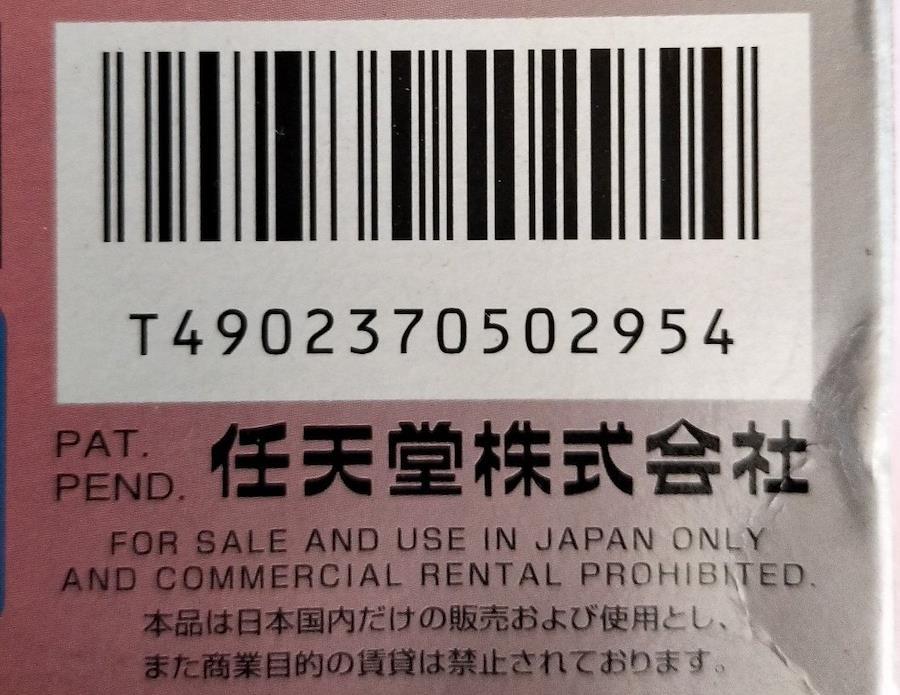 T4902370502954
PAT.
PEND.
任天堂株式会社
FOR SALE AND USE IN JAPAN ONLY
AND COMMERCIAL RENTAL PROHIBITED.
本品は日本国内だけの販売および使用とし、
また商業目的の賃貸は禁止されております。